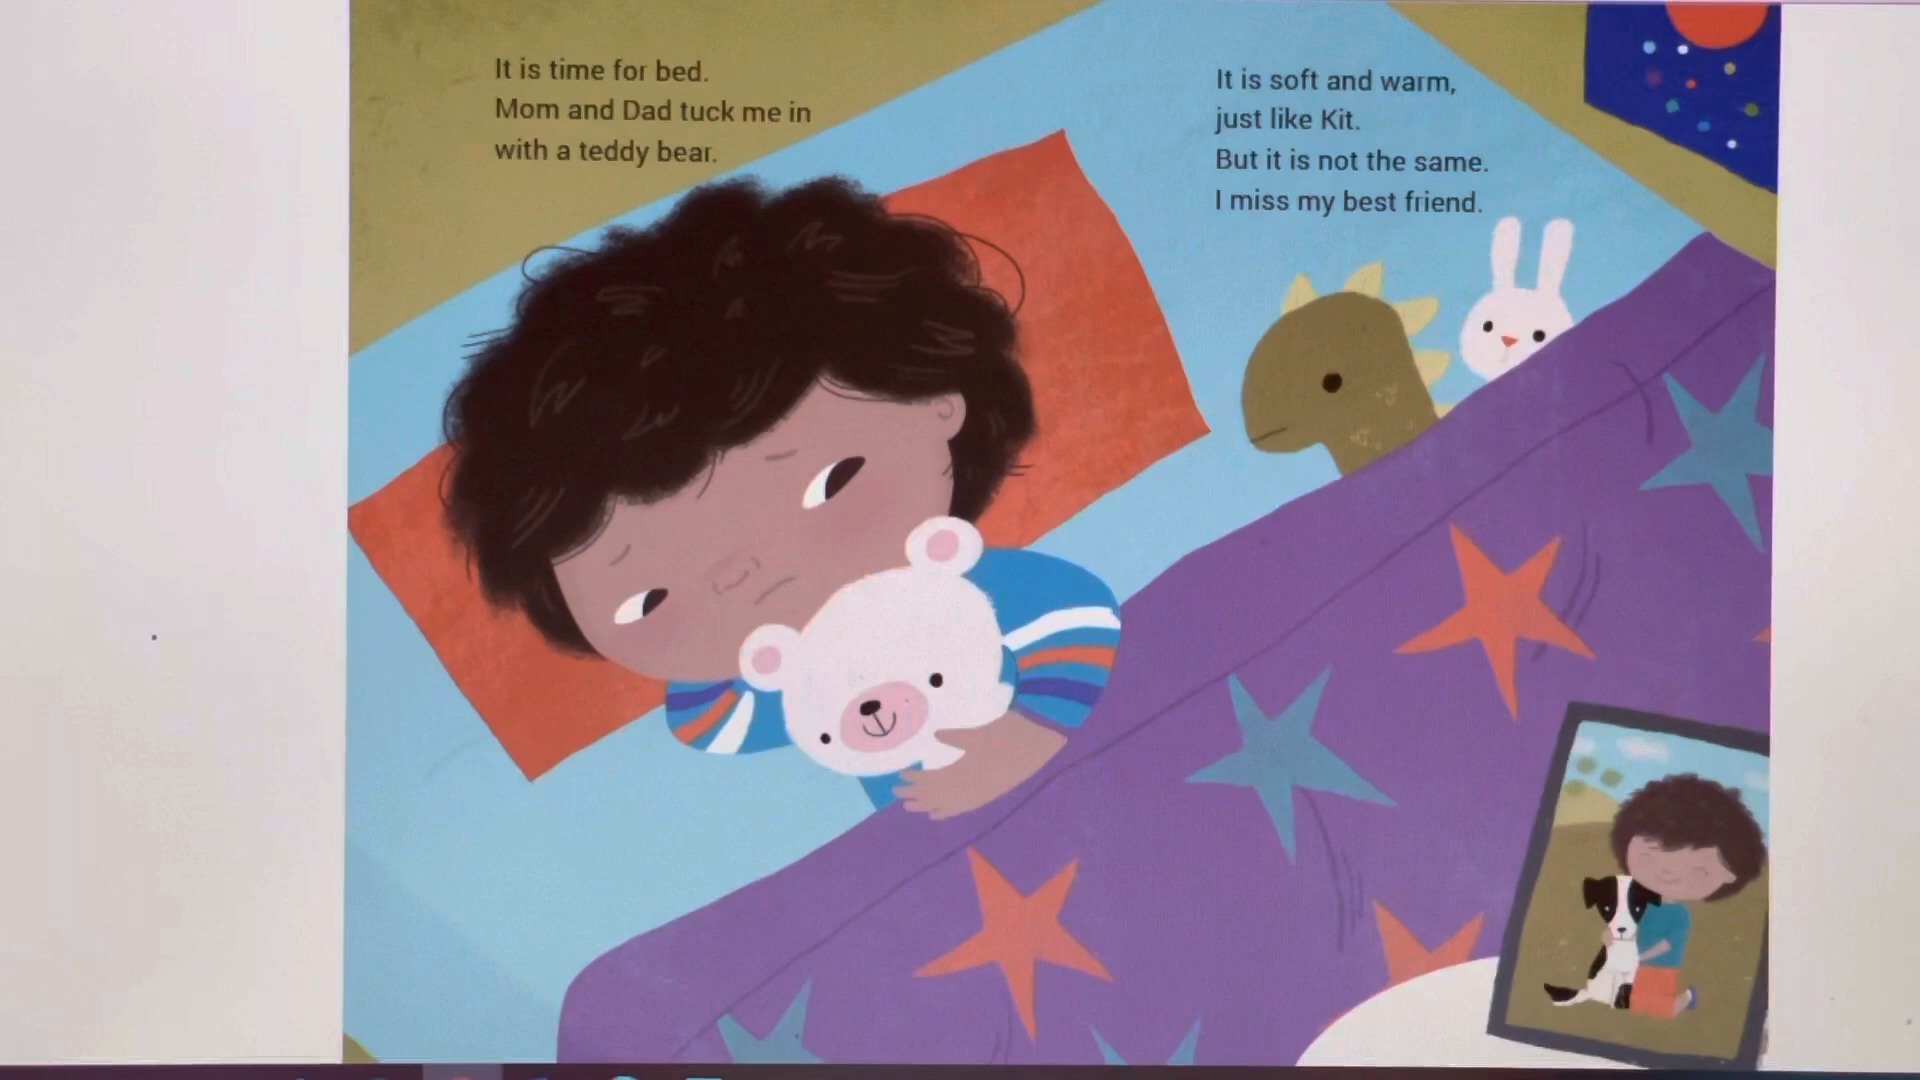 It is time for bed.
Mom and Dad tuck me in
with a teddy bear.
It is soft and warm,
just like Kit.
But it is not the same.
I miss my best friend.